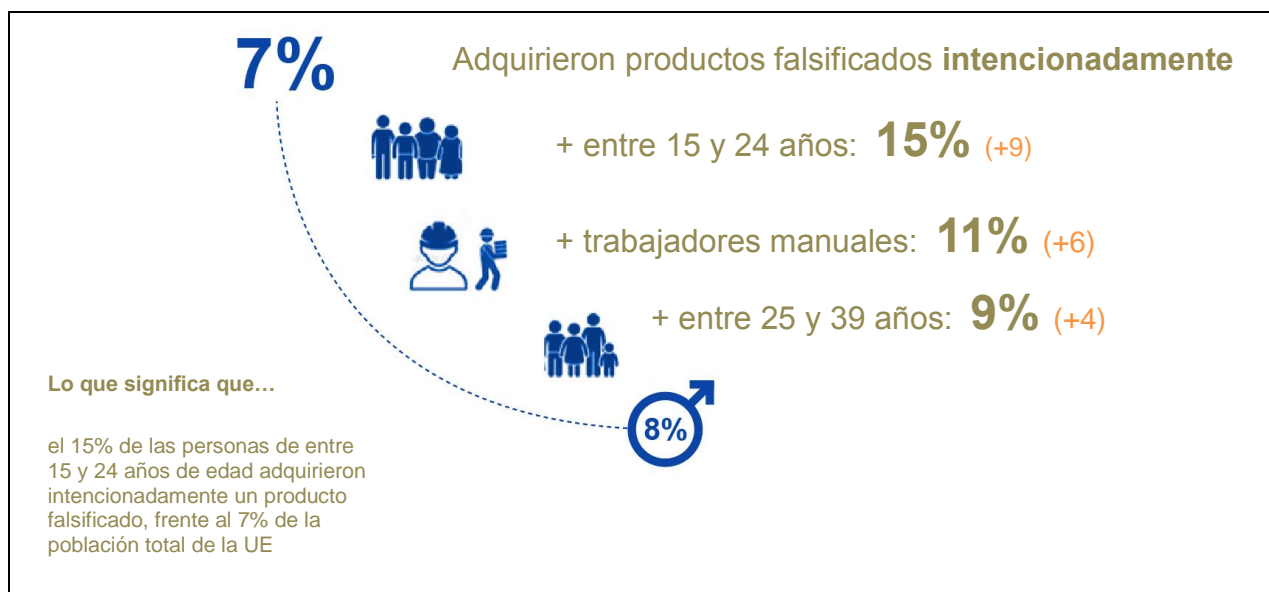 7%
Adquirieron productos falsificados intencionadamente
+ entre 15 y 24 años: 15% (+9)
+ trabajadores manuales: 11% (+6)
+ entre 25 y 39 años: 9% (+4)
8%
Lo que significa que…
el 15% de las personas de entre
15 y 24 años de edad adquirieron
intencionadamente un producto
falsificado, frente al 7% de la
población total de la UE